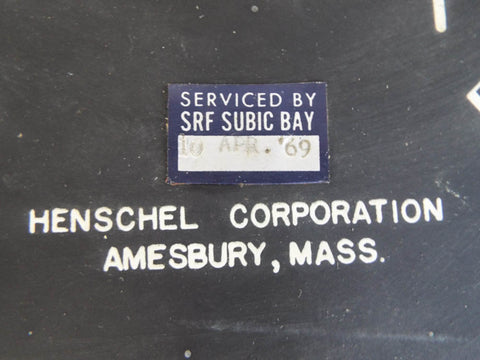 SERVICED BY
SRF SUBIC BAY
10 APR. '69
HENSCHEL CORPORATION
AMESBURY, MASS.